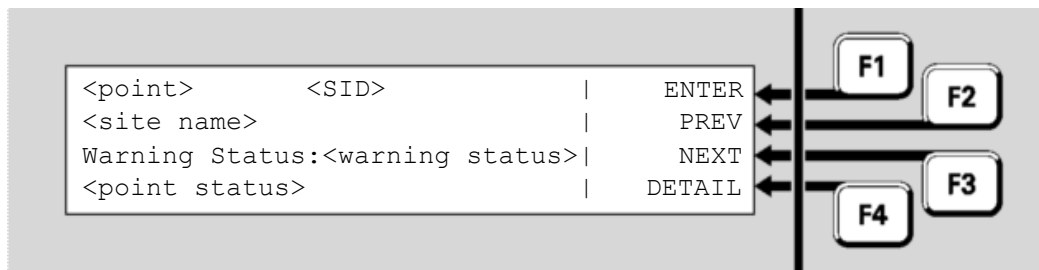 <point> <SID> | ENTER
<site name> | PREV
Warning Status:<warning status>| NEXT
<point status> | DETAIL
F1
F2
F3
F4